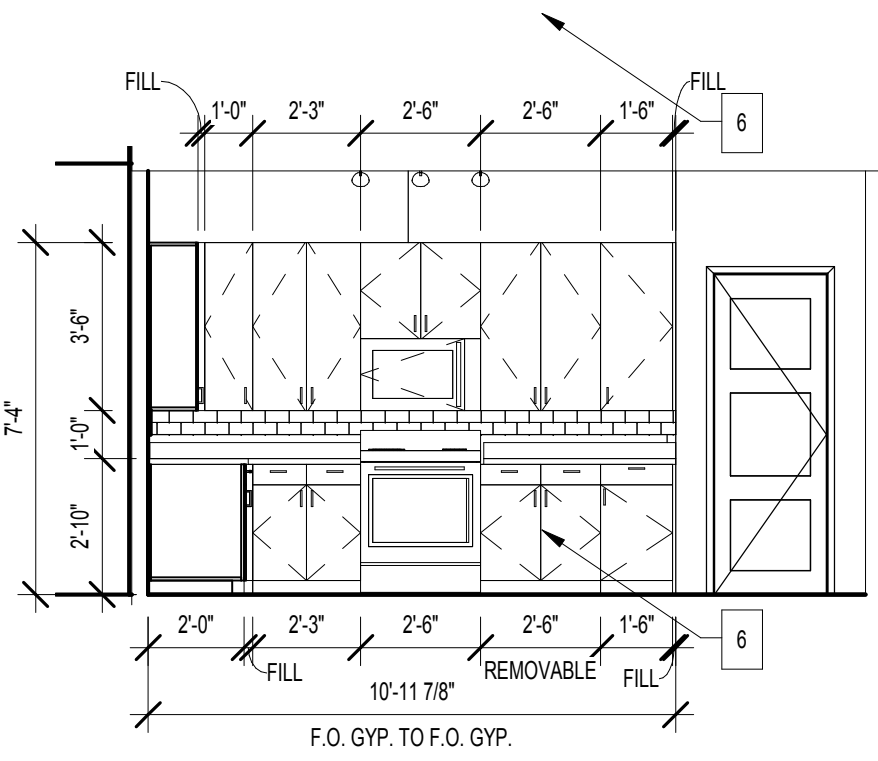 FILL
FILL
1'-0" 2'-3" 2'-6" 2'-6" 1'-6"
6
3'-6"
7'-4"
1'-0"
2'-10"
2'-0" 2'-3" 2'-6" 2'-6" 1'-6"
6
FILL
REMOVABLE
FILL
10'-11 7/8"
F.O. GYP. TO F.O. GYP.